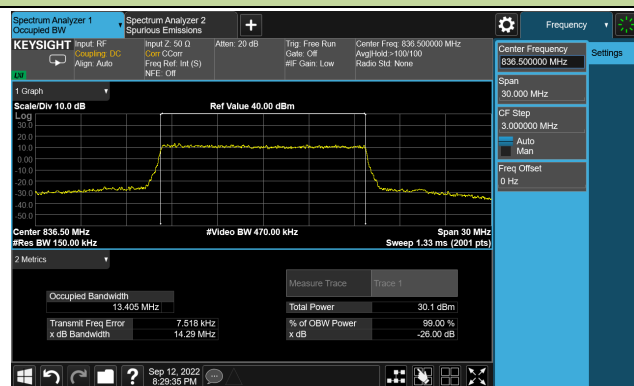 Spectrum Analyzer 1
Occupied BW
Spectrum Analyzer 2
Spurious Emissions
Frequency
KEYSIGHT
Input: RF
Coupling: DC
Align: Auto
Input Z: 50 Ω
Corr CCorr
Freq Ref: Int (S)
NFE: Off
Atten: 20 dB
Trig: Free Run
Gate: Off
#IF Gain: Low
Center Freq: 836.500000 MHz
Avg|Hold:>100/100
Radio Std: None
LXI
1 Graph
Scale/Div 10.0 dB
Ref Value 40.00 dBm
Log
30.0
20.0
10.0
0.00
-10.0
-20.0
-30.0
-40.0
-50.0
Center 836.50 MHz
#Video BW 470.00 kHz
Span 30 MHz
#Res BW 150.00 kHz
Sweep 1.33 ms (2001 pts)
2 Metrics
Measure Trace
Trace 1
Occupied Bandwidth
13.405 MHz
Total Power
30.1 dBm
Transmit Freq Error
7.518 kHz
% of OBW Power
99.00 %
x dB Bandwidth
14.29 MHz
x dB
-26.00 dB
Sep 12, 2022
8:29:35 PM
Center Frequency
836.500000 MHz
Settings
Span
30.000 MHz
CF Step
3.000000 MHz
Auto
Man
Freq Offset
0 Hz